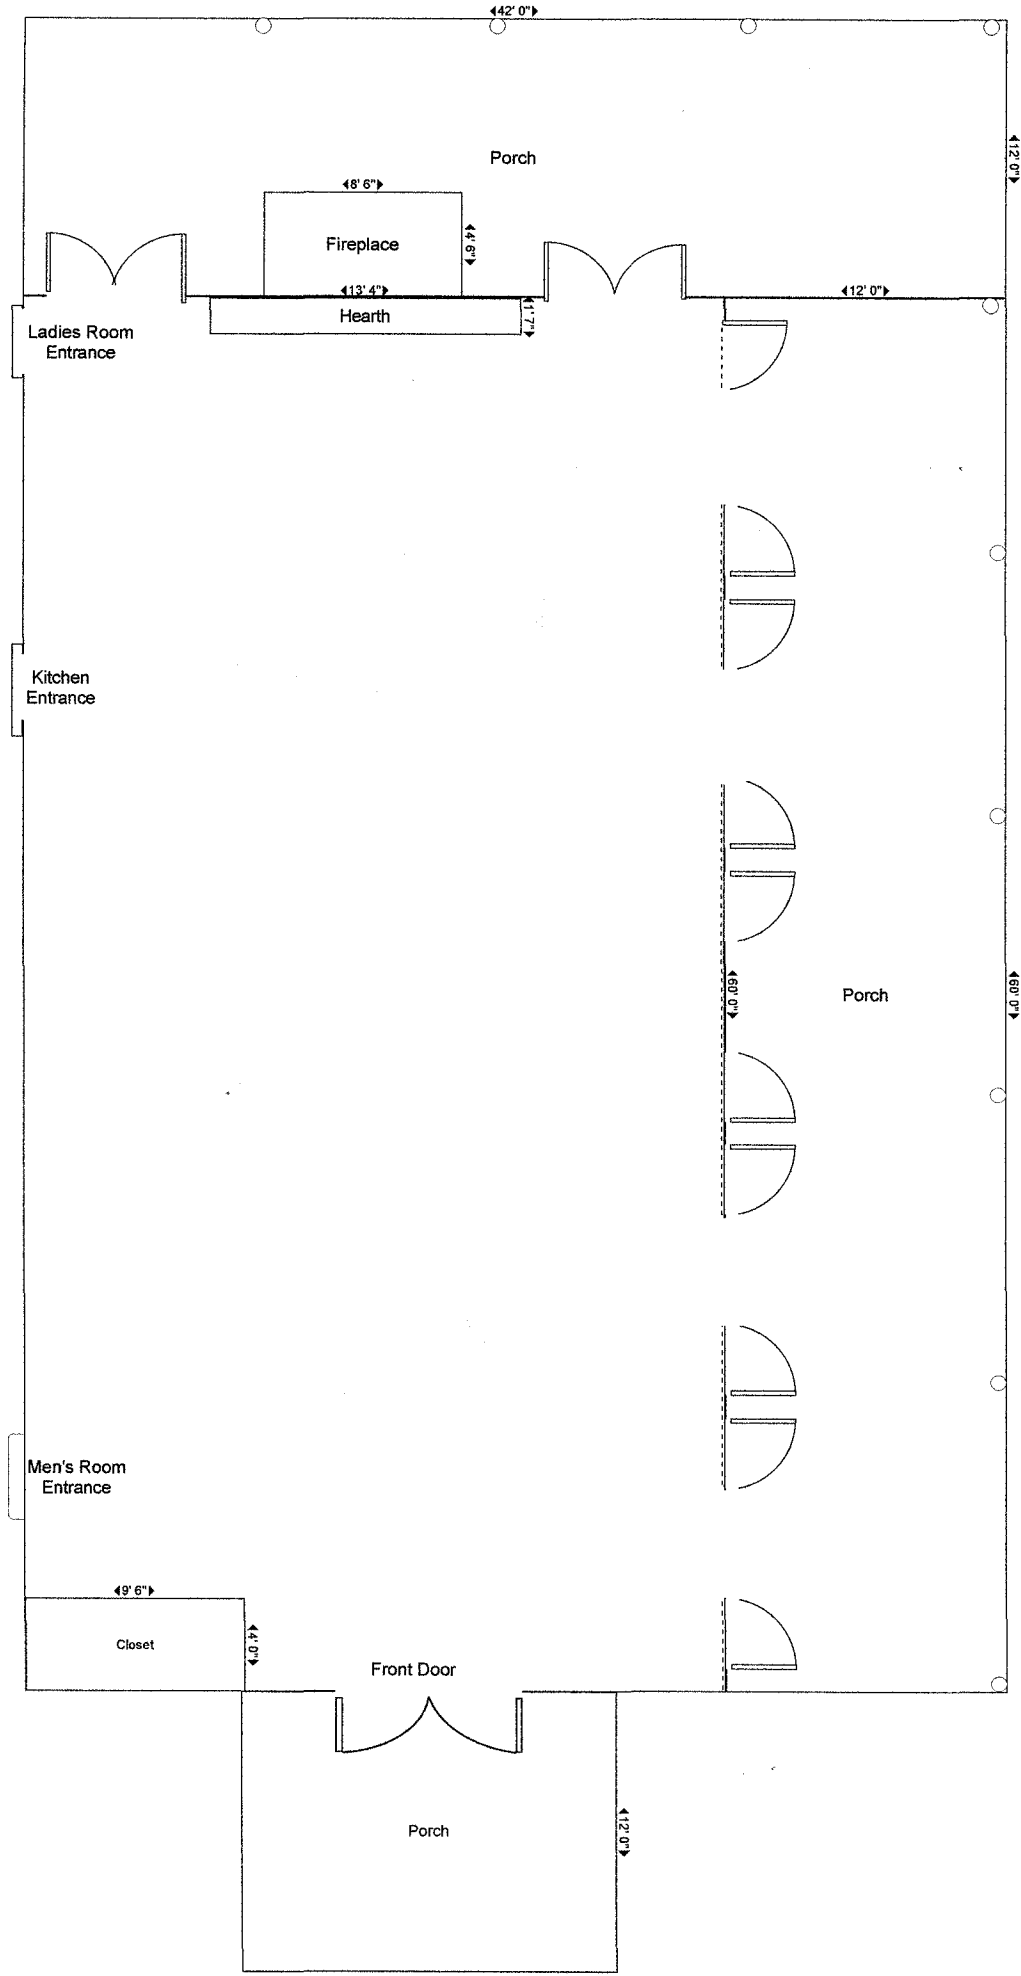 42' 0"
12' 0"
Porch
8' 6"
Fireplace
4' 6"
13' 4"
12' 0"
Hearth
1' 7"
Ladies Room
Entrance
Kitchen
Entrance
60' 0"
Porch
60' 0"
Men's Room
Entrance
9' 6"
Closet
4' 0"
Front Door
Porch
12' 0"